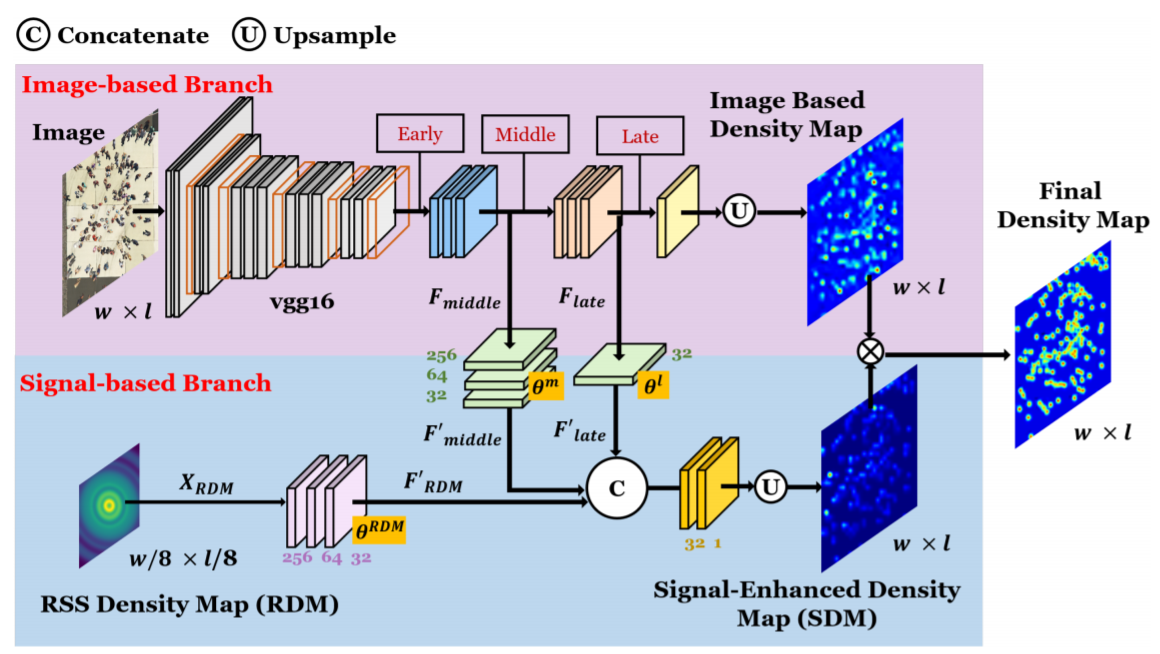 C Concatenate U Upsample
Image-based Branch
Image
w × l
vgg16
Early
Middle
Late
F_middle
F_late
U
Image Based
Density Map
w × l
Final
Density Map
w × l
Signal-based Branch
256
64
32
θ^m
32
θ^l
F'_middle
F'_late
X_RDM
F'_RDM
θ^RDM
256 64 32
w/8 × l/8
RSS Density Map (RDM)
C
32 1
U
w × l
Signal-Enhanced Density
Map (SDM)